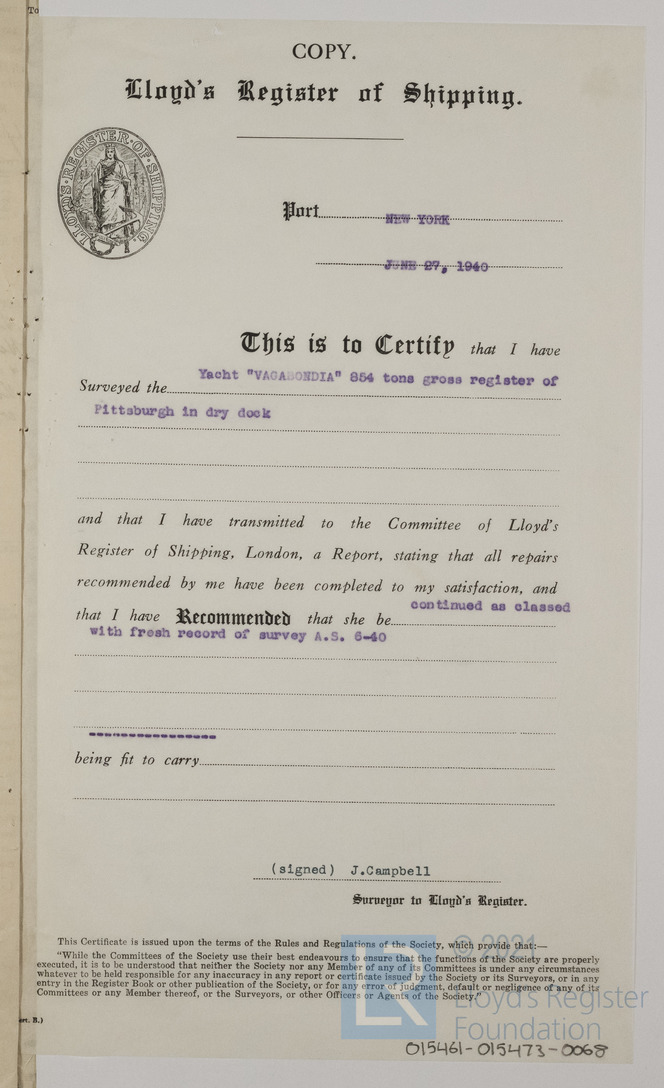 To
COPY.
Lloyd's Register of Shipping.
LLOYD'S·REGISTER·OF·SHIPPING.
Port NEW YORK
JUNE 27, 1940
This is to Certify that I have
Surveyed the Yacht "VAGABONDIA" 854 tons gross register of
Pittsburgh in dry dock
and that I have transmitted to the Committee of Lloyd's
Register of Shipping, London, a Report, stating that all repairs
recommended by me have been completed to my satisfaction, and
that I have Recommended that she be continued as classed
with fresh record of survey A.S. 6-40
being fit to carry
(signed) J.Campbell
Surveyor to Lloyd's Register.
This Certificate is issued upon the terms of the Rules and Regulations of the Society, which provide that:—
"While the Committees of the Society use their best endeavours to ensure that the functions of the Society are properly
executed, it is to be understood that neither the Society nor any Member of any of its Committees is under any circumstances
whatever to be held responsible for any inaccuracy in any report or certificate issued by the Society or its Surveyors, or in any
entry in the Register Book or other publication of the Society, or for any error of judgment, default or negligence of any of its
Committees or any Member thereof, or the Surveyors, or other Officers or Agents of the Society."
© 2021
LR
Lloyd's Register
Foundation
rt. B.)
015461-015473-0068